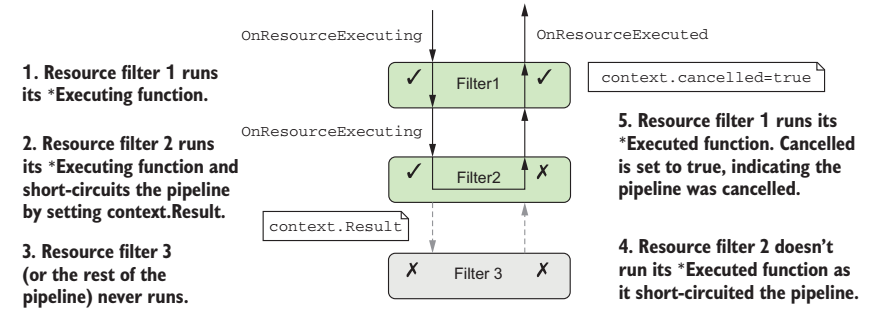 OnResourceExecuting
OnResourceExecuted
1. Resource filter 1 runs
its *Executing function.
✓ Filter1 ✓
context.cancelled=true
OnResourceExecuting
2. Resource filter 2 runs
its *Executing function and
short-circuits the pipeline
by setting context.Result.
✓ Filter2 ✗
5. Resource filter 1 runs its
*Executed function. Cancelled
is set to true, indicating the
pipeline was cancelled.
context.Result
3. Resource filter 3
(or the rest of the
pipeline) never runs.
✗ Filter 3 ✗
4. Resource filter 2 doesn’t
run its *Executed function as
it short-circuited the pipeline.